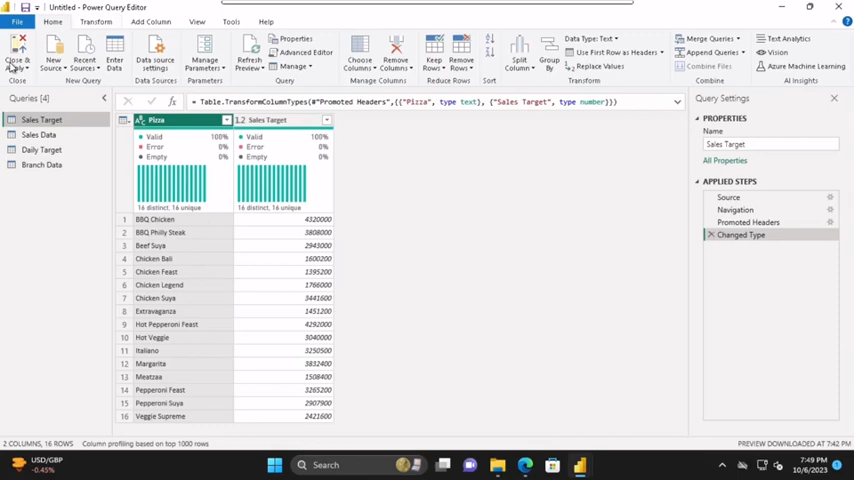 Untitled - Power Query Editor
File Home Transform Add Column View Tools Help
Close & Apply
New Source
Recent Sources
Enter Data
Data source settings
Manage Parameters
Refresh Preview
Properties
Advanced Editor
Manage
Choose Columns
Remove Columns
Keep Rows
Remove Rows
Split Column
Group By
Data Type: Text
Use First Row as Headers
Replace Values
Merge Queries
Append Queries
Combine Files
Text Analytics
Vision
Azure Machine Learning
Close New Query Data Sources Parameters Query Manage Columns Reduce Rows Sort Transform Combine AI Insights
Queries [4]
Sales Target
Sales Data
Daily Target
Branch Data
= Table.TransformColumnTypes(#"Promoted Headers",{{"Pizza", type text}, {"Sales Target", type number}})
Pizza 1.2 Sales Target
Valid 100% Valid 100%
Error 0% Error 0%
Empty 0% Empty 0%
16 distinct, 16 unique 16 distinct, 16 unique
1 BBQ Chicken 4320000
2 BBQ Philly Steak 3808000
3 Beef Suya 2943000
4 Chicken Bali 1600200
5 Chicken Feast 1395200
6 Chicken Legend 1766000
7 Chicken Suya 3441600
8 Extravaganza 1451200
9 Hot Pepperoni Feast 4292000
10 Hot Veggie 3040000
11 Italiano 3250500
12 Margarita 3832400
13 Meatzaa 1508400
14 Pepperoni Feast 3265200
15 Pepperoni Suya 2907900
16 Veggie Supreme 2421600
Query Settings
PROPERTIES
Name
Sales Target
All Properties
APPLIED STEPS
Source
Navigation
Promoted Headers
Changed Type
2 COLUMNS, 16 ROWS Column profiling based on top 1000 rows PREVIEW DOWNLOADED AT 7:42 PM
USD/GBP
-0.45%
Search
7:49 PM
10/6/2023